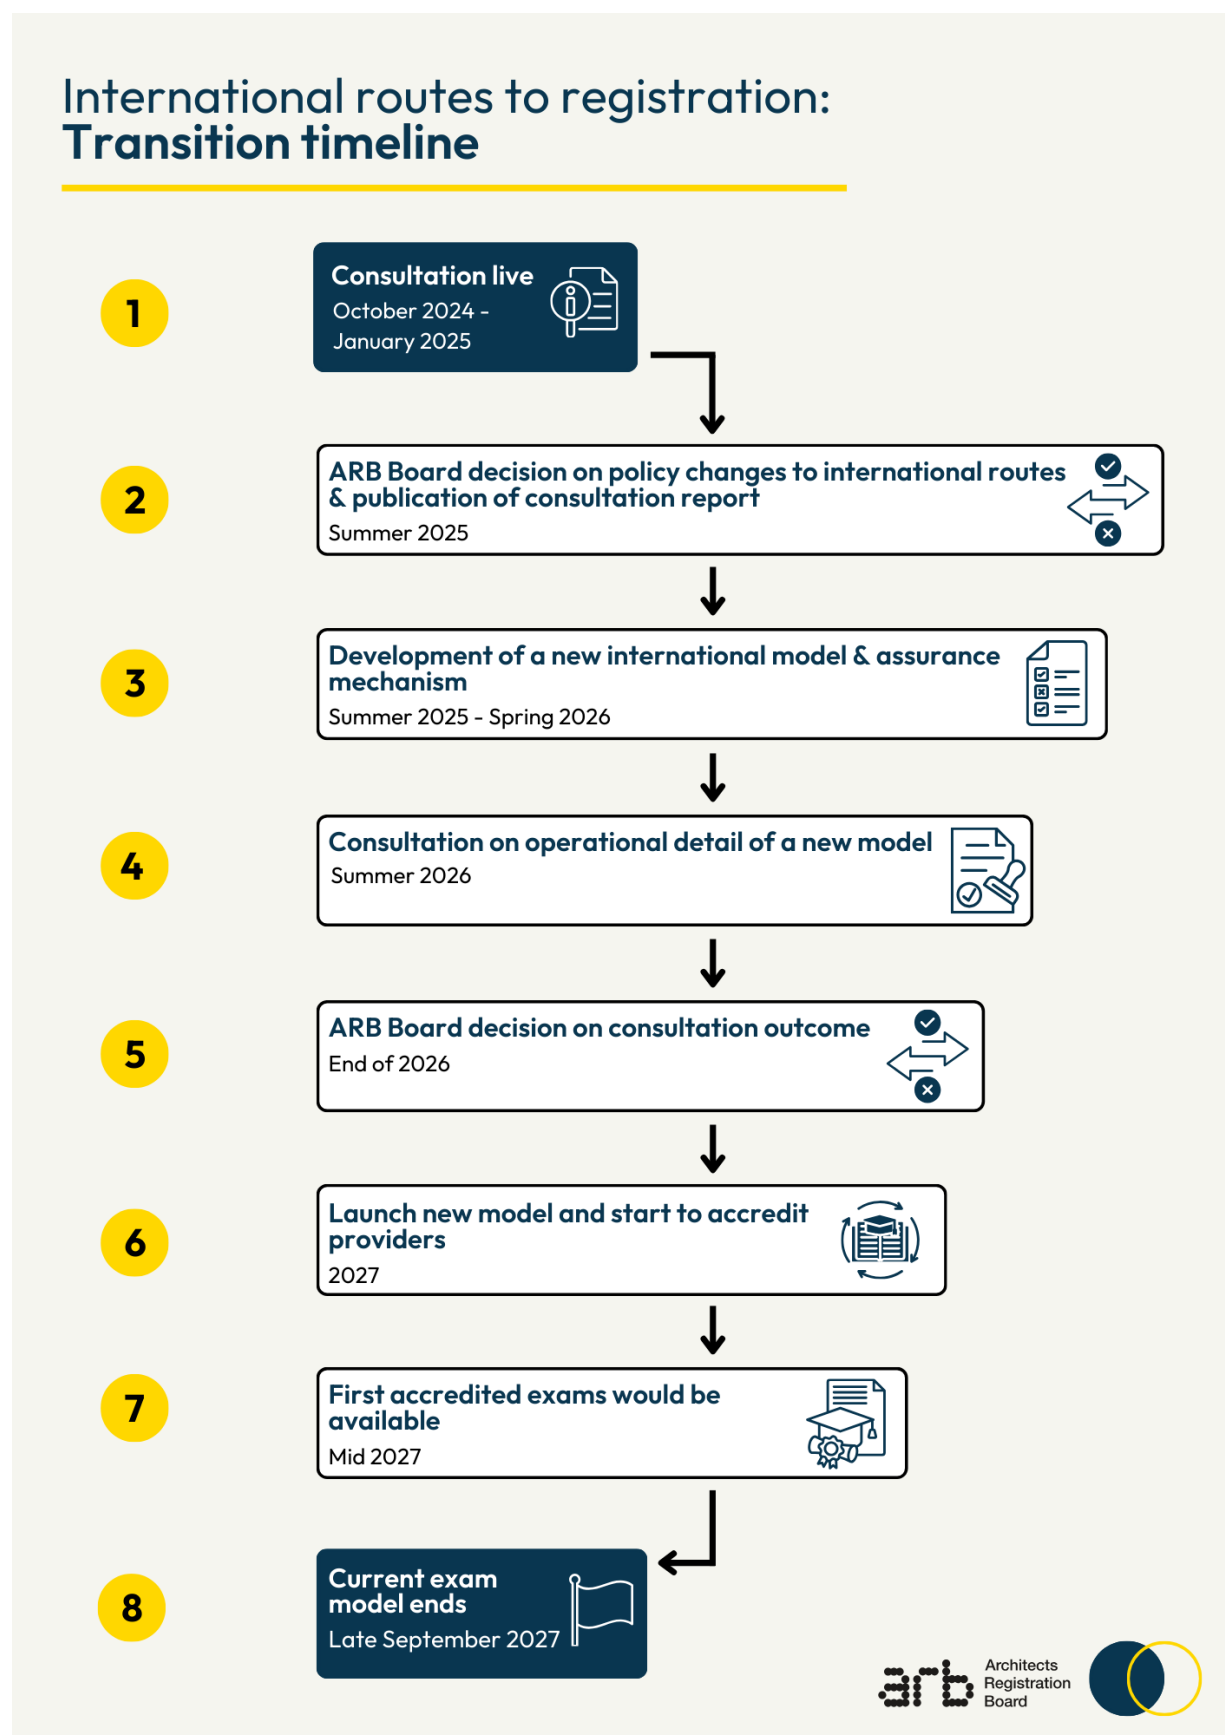 International routes to registration:
Transition timeline
1
Consultation live
October 2024 -
January 2025
2
ARB Board decision on policy changes to international routes
& publication of consultation report
Summer 2025
3
Development of a new international model & assurance
mechanism
Summer 2025 - Spring 2026
4
Consultation on operational detail of a new model
Summer 2026
5
ARB Board decision on consultation outcome
End of 2026
6
Launch new model and start to accredit
providers
2027
7
First accredited exams would be
available
Mid 2027
8
Current exam
model ends
Late September 2027
arb
Architects
Registration
Board